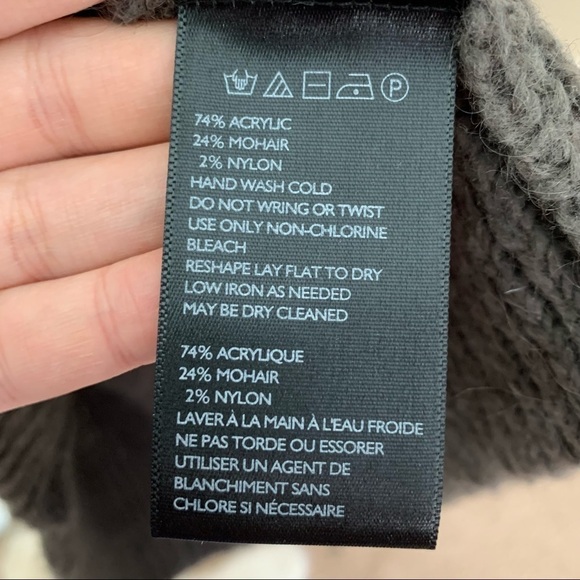 P
74% ACRYLIC
24% MOHAIR
2% NYLON
HAND WASH COLD
DO NOT WRING OR TWIST
USE ONLY NON-CHLORINE
BLEACH
RESHAPE LAY FLAT TO DRY
LOW IRON AS NEEDED
MAY BE DRY CLEANED
74% ACRYLIQUE
24% MOHAIR
2% NYLON
LAVER À LA MAIN À L'EAU FROIDE
NE PAS TORDE OU ESSORER
UTILISER UN AGENT DE
BLANCHIMENT SANS
CHLORE SI NÉCESSAIRE